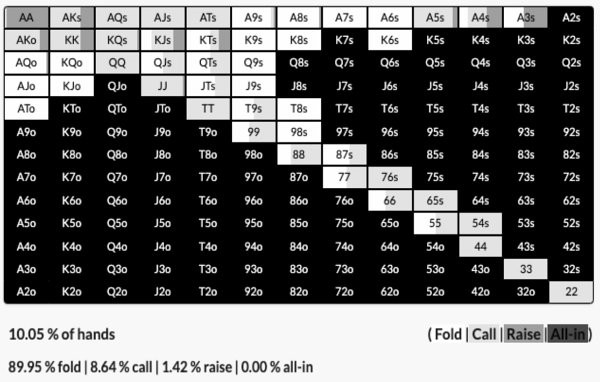 AA AKs AQs AJs ATs A9s A8s A7s A6s A5s A4s A3s A2s
AKo KK KQs KJs KTs K9s K8s K7s K6s K5s K4s K3s K2s
AQo KQo QQ QJs QTs Q9s Q8s Q7s Q6s Q5s Q4s Q3s Q2s
AJo KJo QJo JJ JTs J9s J8s J7s J6s J5s J4s J3s J2s
ATo KTo QTo JTo TT T9s T8s T7s T6s T5s T4s T3s T2s
A9o K9o Q9o J9o T9o 99 98s 97s 96s 95s 94s 93s 92s
A8o K8o Q8o J8o T8o 98o 88 87s 86s 85s 84s 83s 82s
A7o K7o Q7o J7o T7o 97o 87o 77 76s 75s 74s 73s 72s
A6o K6o Q6o J6o T6o 96o 86o 76o 66 65s 64s 63s 62s
A5o K5o Q5o J5o T5o 95o 85o 75o 65o 55 54s 53s 52s
A4o K4o Q4o J4o T4o 94o 84o 74o 64o 54o 44 43s 42s
A3o K3o Q3o J3o T3o 93o 83o 73o 63o 53o 43o 33 32s
A2o K2o Q2o J2o T2o 92o 82o 72o 62o 52o 42o 32o 22
10.05 % of hands (Fold | Call | Raise | All-in)
89.95 % fold | 8.64 % call | 1.42 % raise | 0.00 % all-in